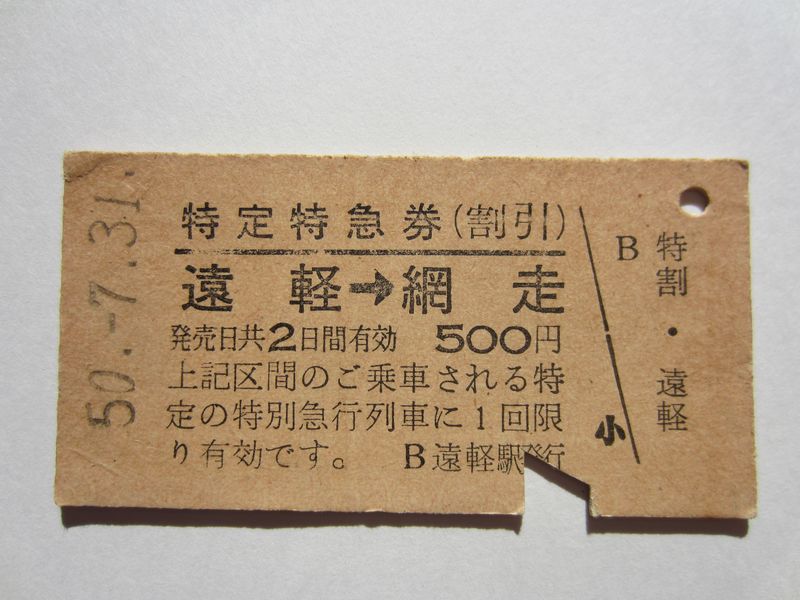 50.-7.31.
特定特急券(割引)
遠軽→網走
発売日共2日間有効 500円
上記区間のご乗車される特
定の特別急行列車に1回限
り有効です。 B遠軽駅発行
小
B 特割・遠軽